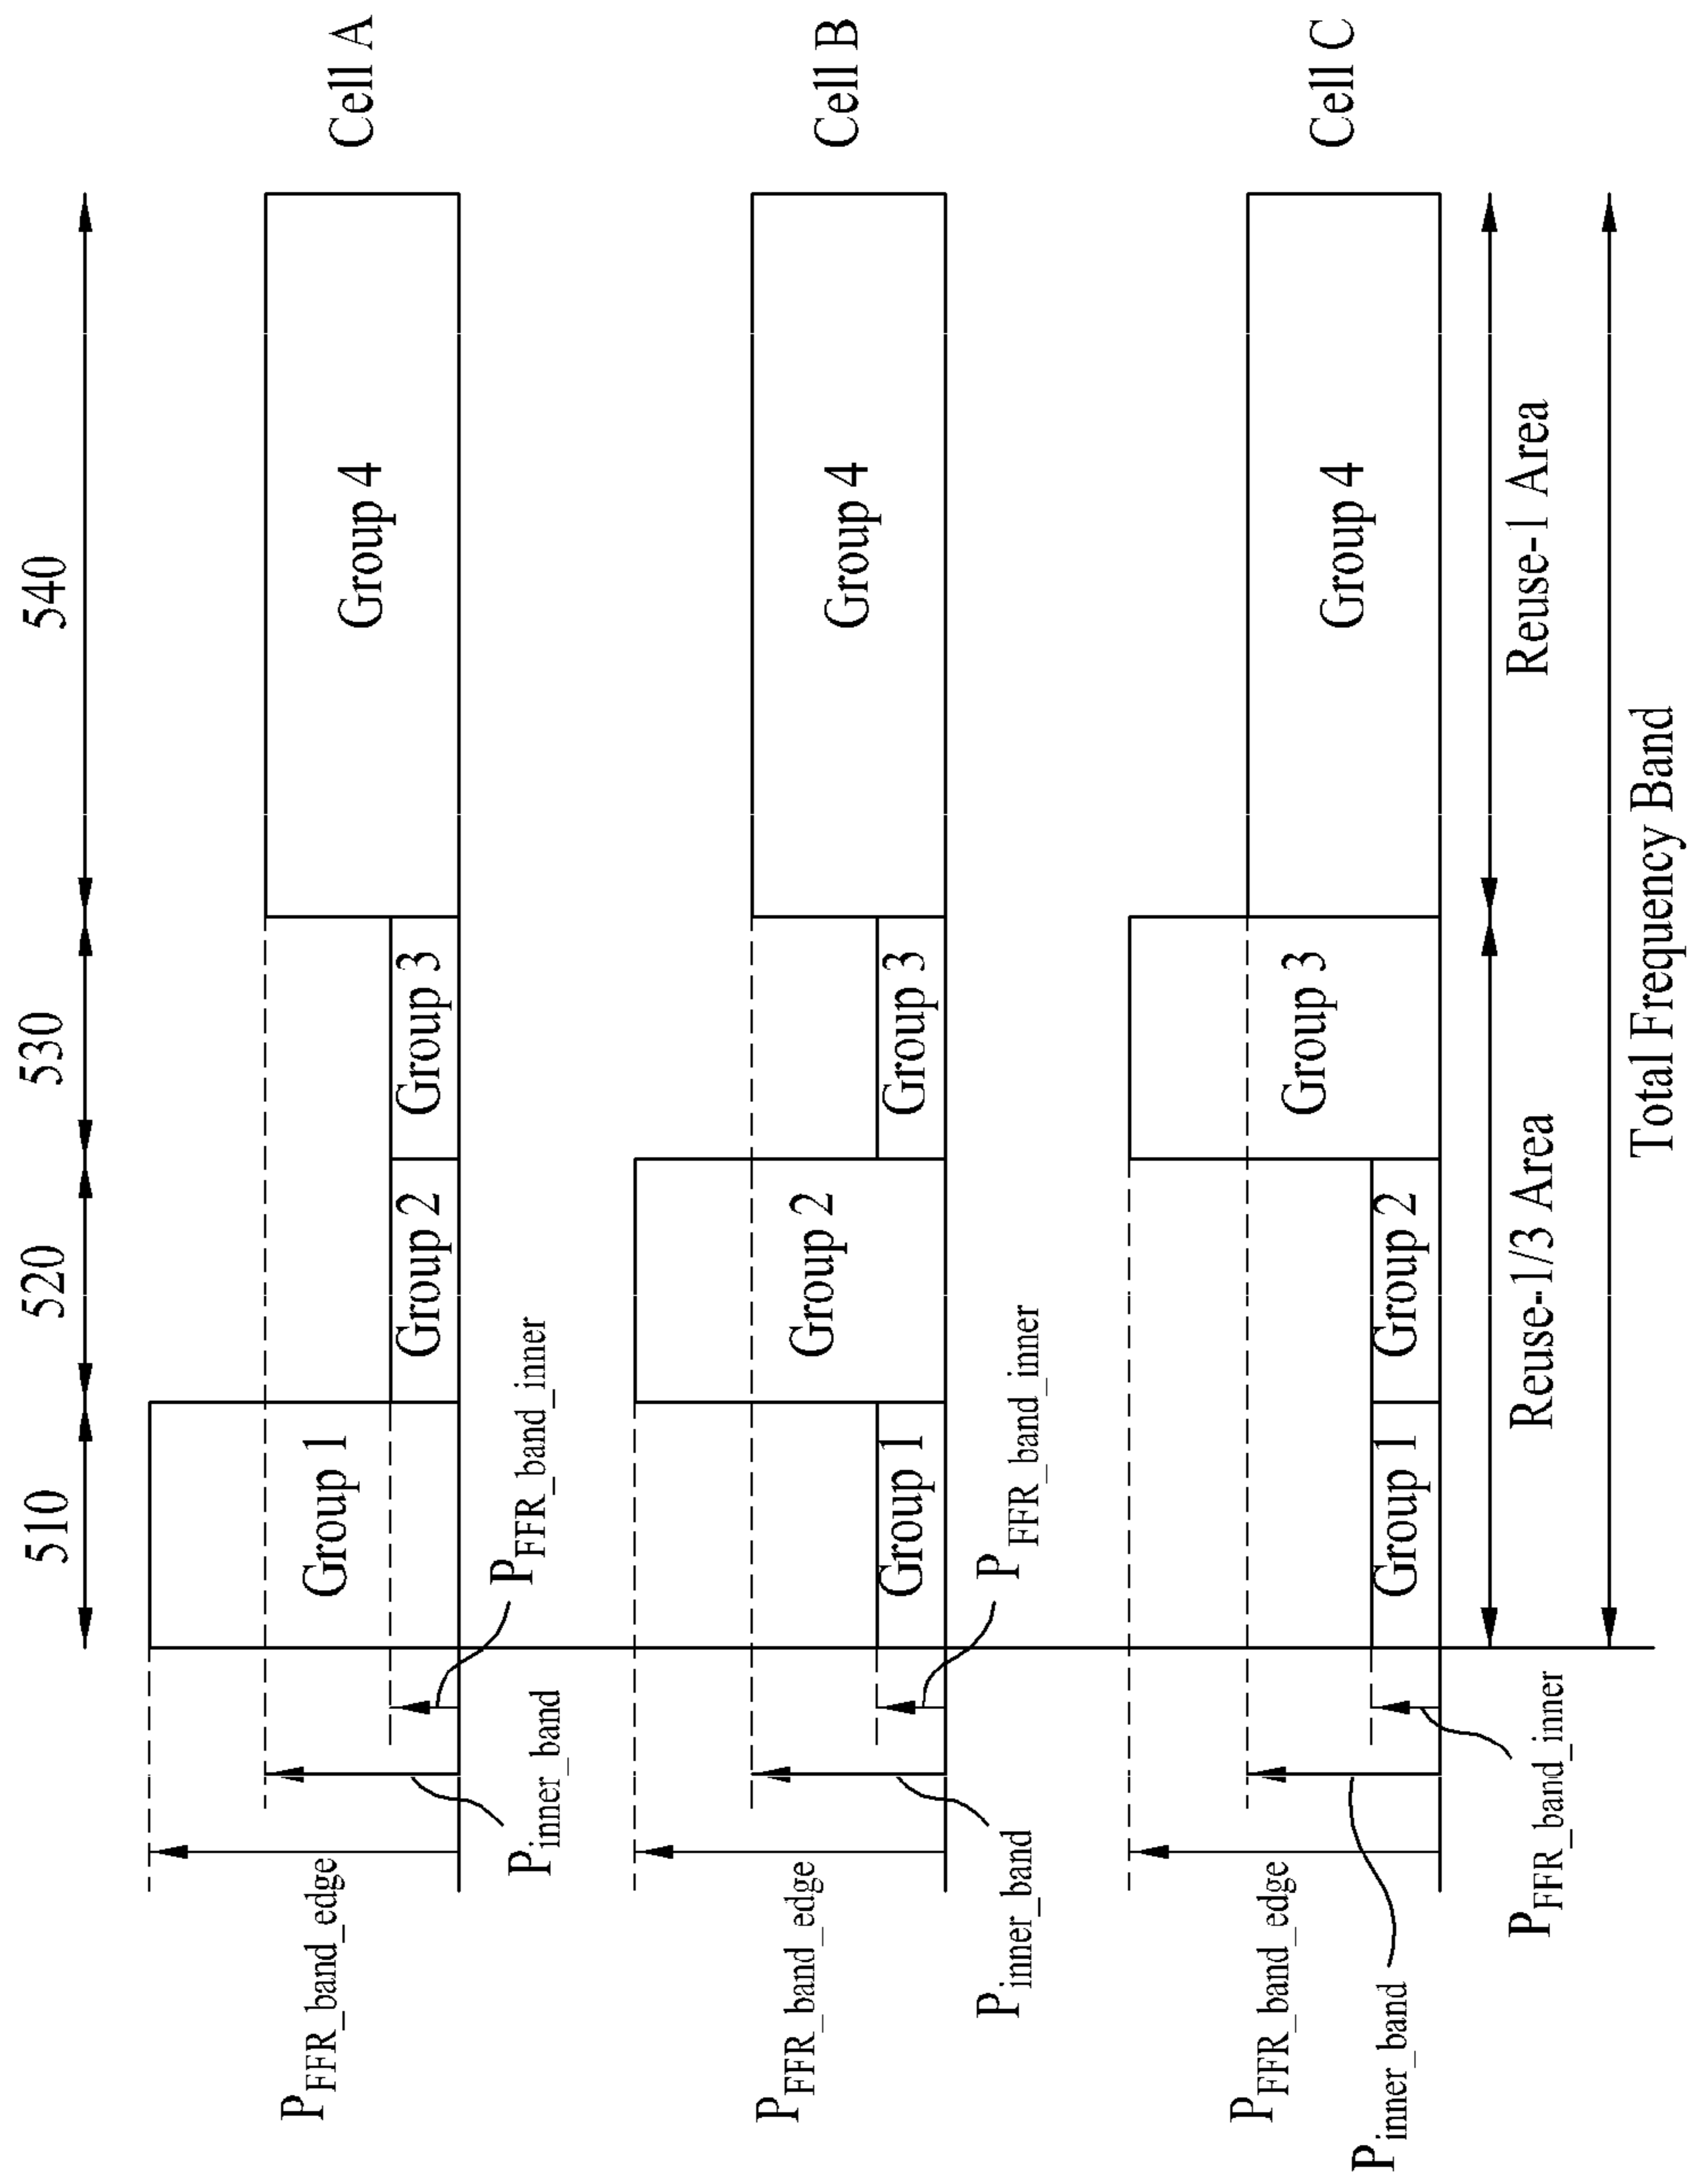 510
520
530
540
P_FFR_band_edge
Group 1
Group 2
Group 3
Group 4
Cell A
P_inner_band
P_FFR_band_inner
P_FFR_band_edge
Group 1
Group 2
Group 3
Group 4
Cell B
P_inner_band
P_FFR_band_inner
P_FFR_band_edge
Group 1
Group 2
Group 3
Group 4
Cell C
P_inner_band
P_FFR_band_inner
Reuse-1/3 Area
Reuse-1 Area
Total Frequency Band